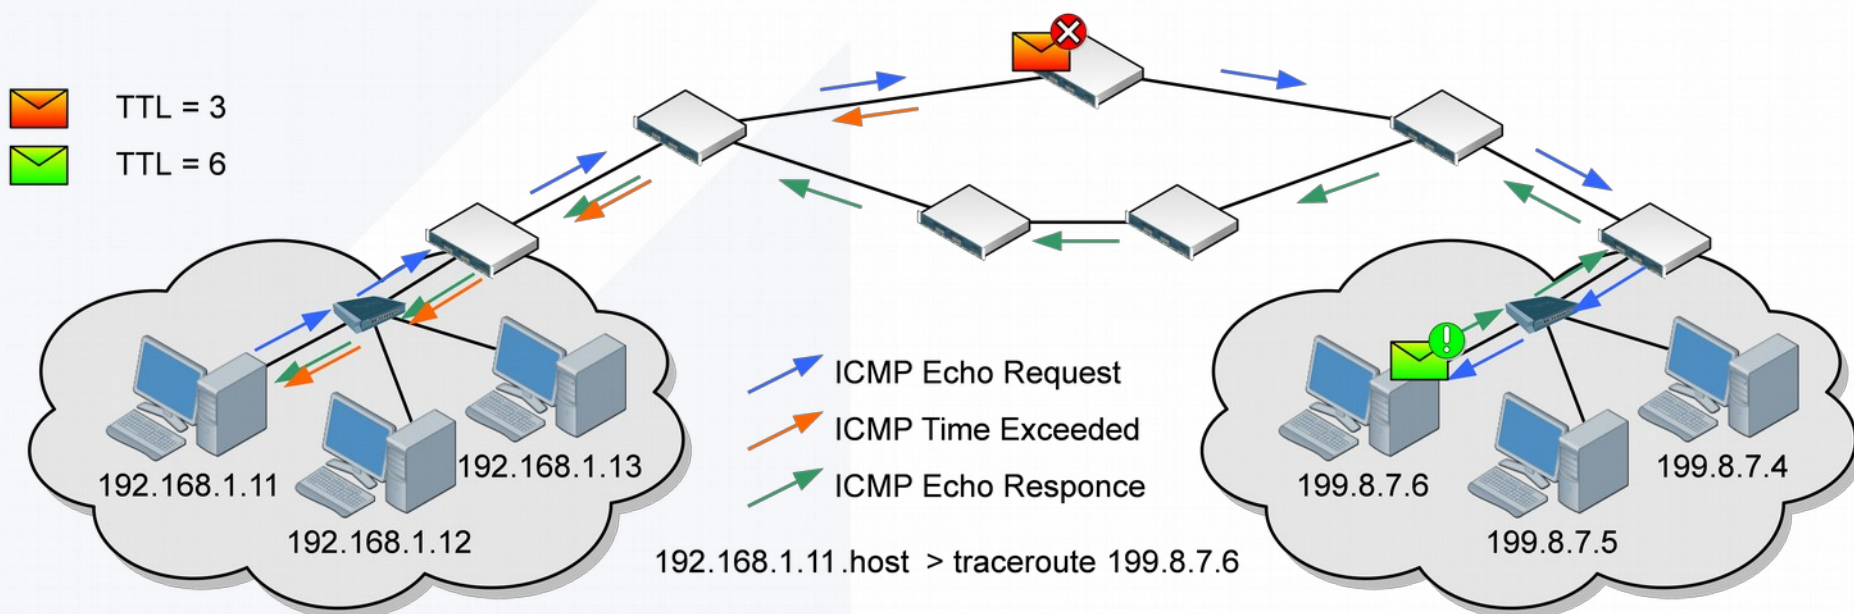 TTL = 3
TTL = 6
ICMP Echo Request
ICMP Time Exceeded
ICMP Echo Responce
192.168.1.11
192.168.1.12
192.168.1.13
199.8.7.6
199.8.7.5
199.8.7.4
192.168.1.11.host > traceroute 199.8.7.6